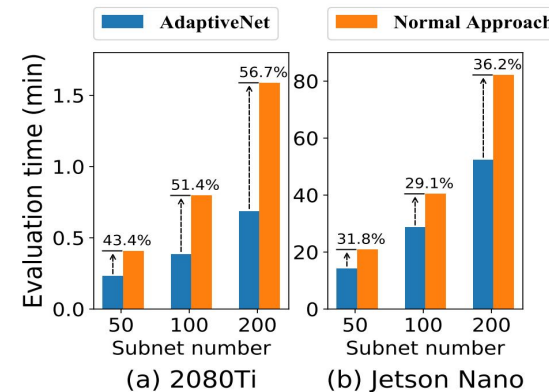 AdaptiveNet
Normal Approach
Evaluation time (min)
1.5
1.0
0.5
0.0
43.4%
51.4%
56.7%
50 100 200
Subnet number
(a) 2080Ti
80
60
40
20
0
31.8%
29.1%
36.2%
50 100 200
Subnet number
(b) Jetson Nano